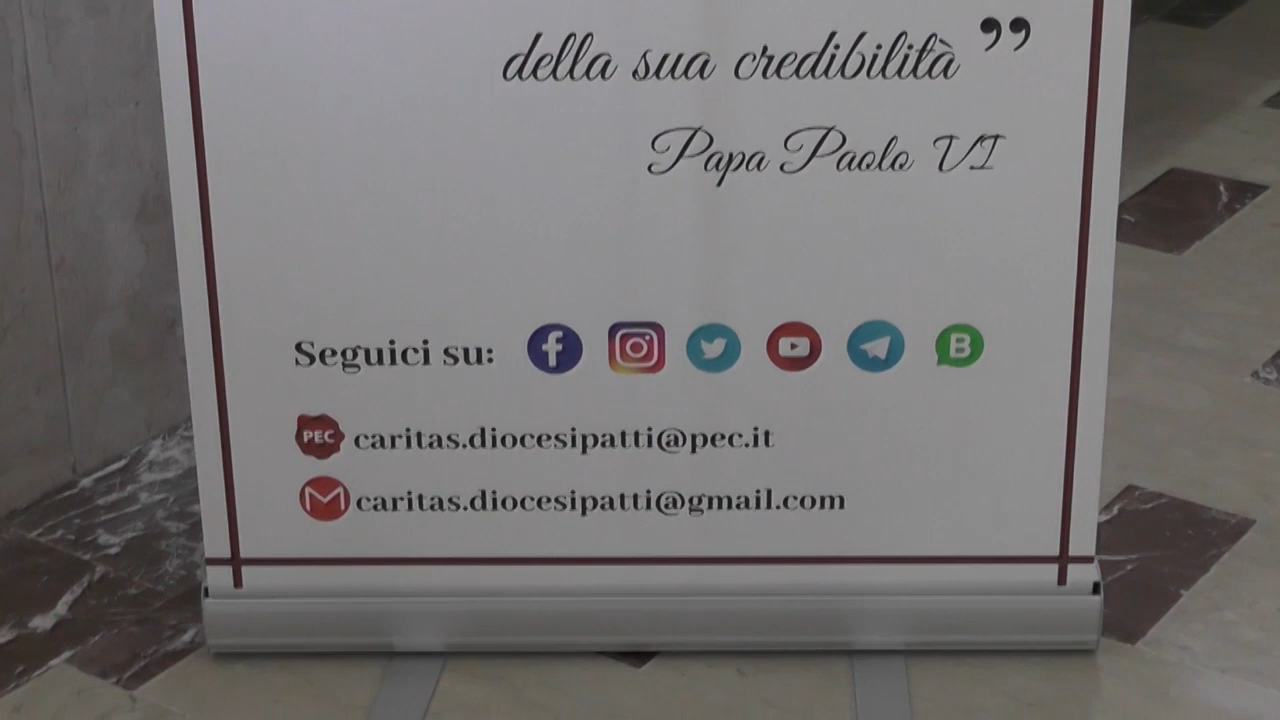 della sua credibilità ”
Papa Paolo VI
Seguici su:
B
PEC caritas.diocesipatti@pec.it
caritas.diocesipatti@gmail.com